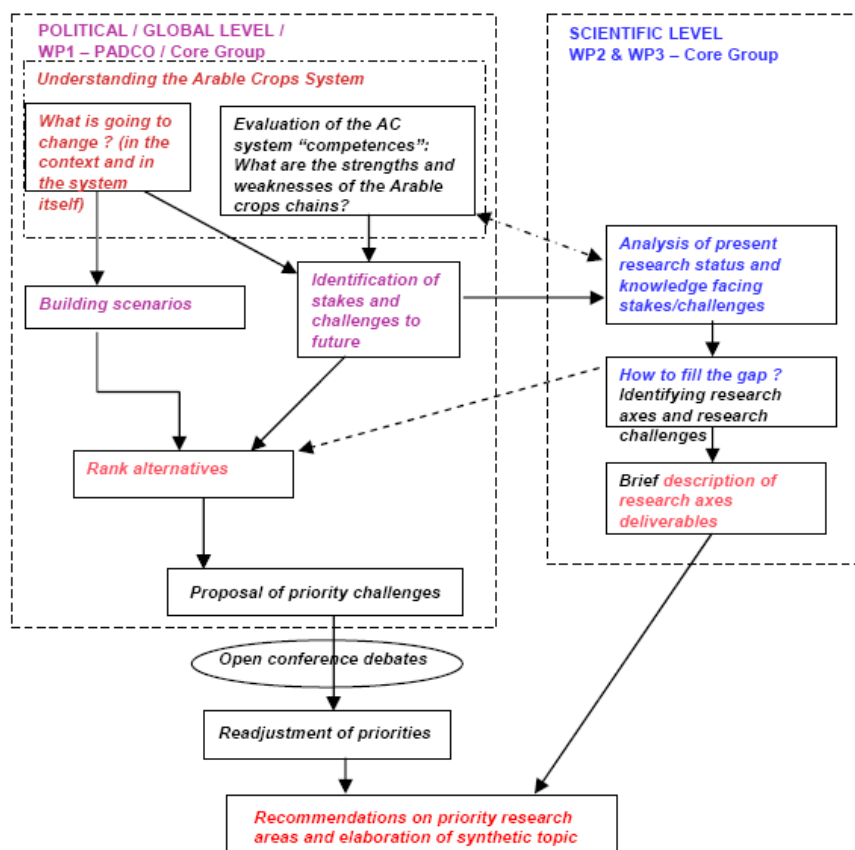 POLITICAL / GLOBAL LEVEL /
WP1 – PADCO / Core Group
Understanding the Arable Crops System
What is going to
change ? (in the
context and in
the system
itself)
Evaluation of the AC
system “competences”:
What are the strengths and
weaknesses of the Arable
crops chains?
Building scenarios
Identification of
stakes and
challenges to
future
Rank alternatives
Proposal of priority challenges
SCIENTIFIC LEVEL
WP2 & WP3 – Core Group
Analysis of present
research status and
knowledge facing
stakes/challenges
How to fill the gap ?
Identifying research
axes and research
challenges
Brief description of
research axes
deliverables
Open conference debates
Readjustment of priorities
Recommendations on priority research
areas and elaboration of synthetic topic